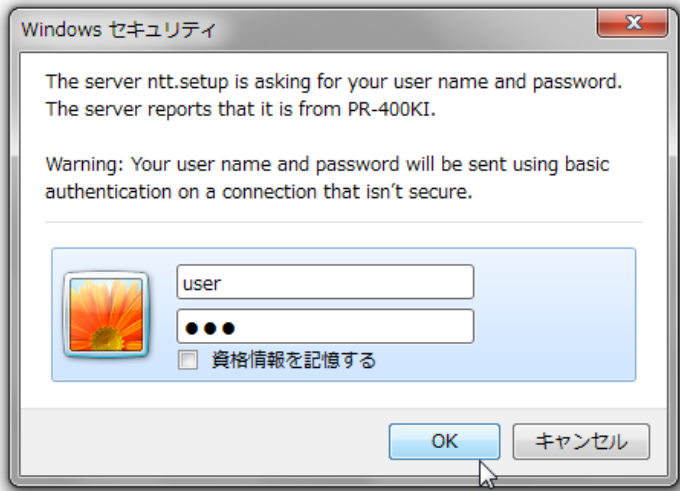 Windows セキュリティ
The server ntt.setup is asking for your user name and password.
The server reports that it is from PR-400KI.
Warning: Your user name and password will be sent using basic
authentication on a connection that isn't secure.
user
●●●
資格情報を記憶する
OK
キャンセル